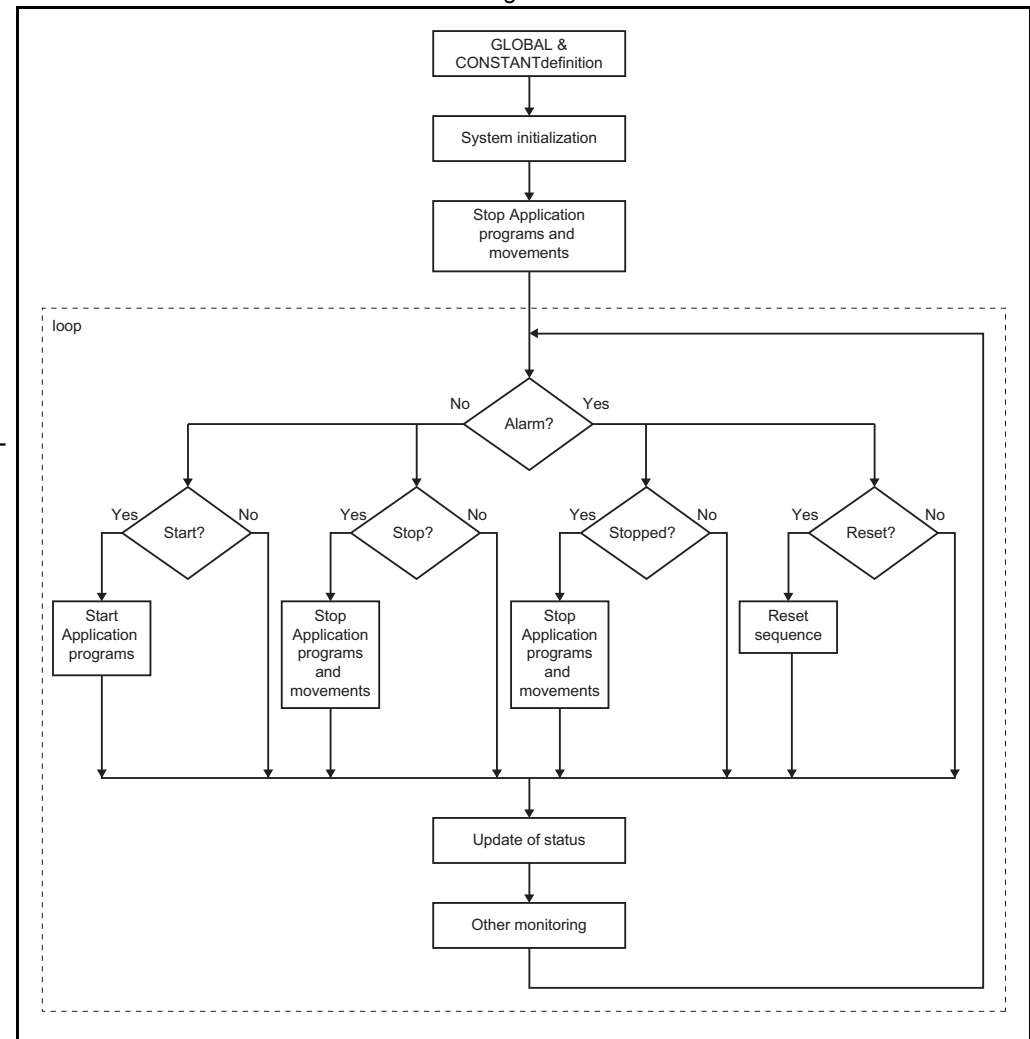 GLOBAL &
CONSTANTdefinition
System initialization
Stop Application
programs and
movements
loop
No
Yes
Alarm?
Yes
No
Start?
Yes
No
Stop?
Yes
No
Stopped?
Yes
No
Reset?
Start
Application
programs
Stop
Application
programs
and
movements
Stop
Application
programs
and
movements
Reset
sequence
Update of status
Other monitoring